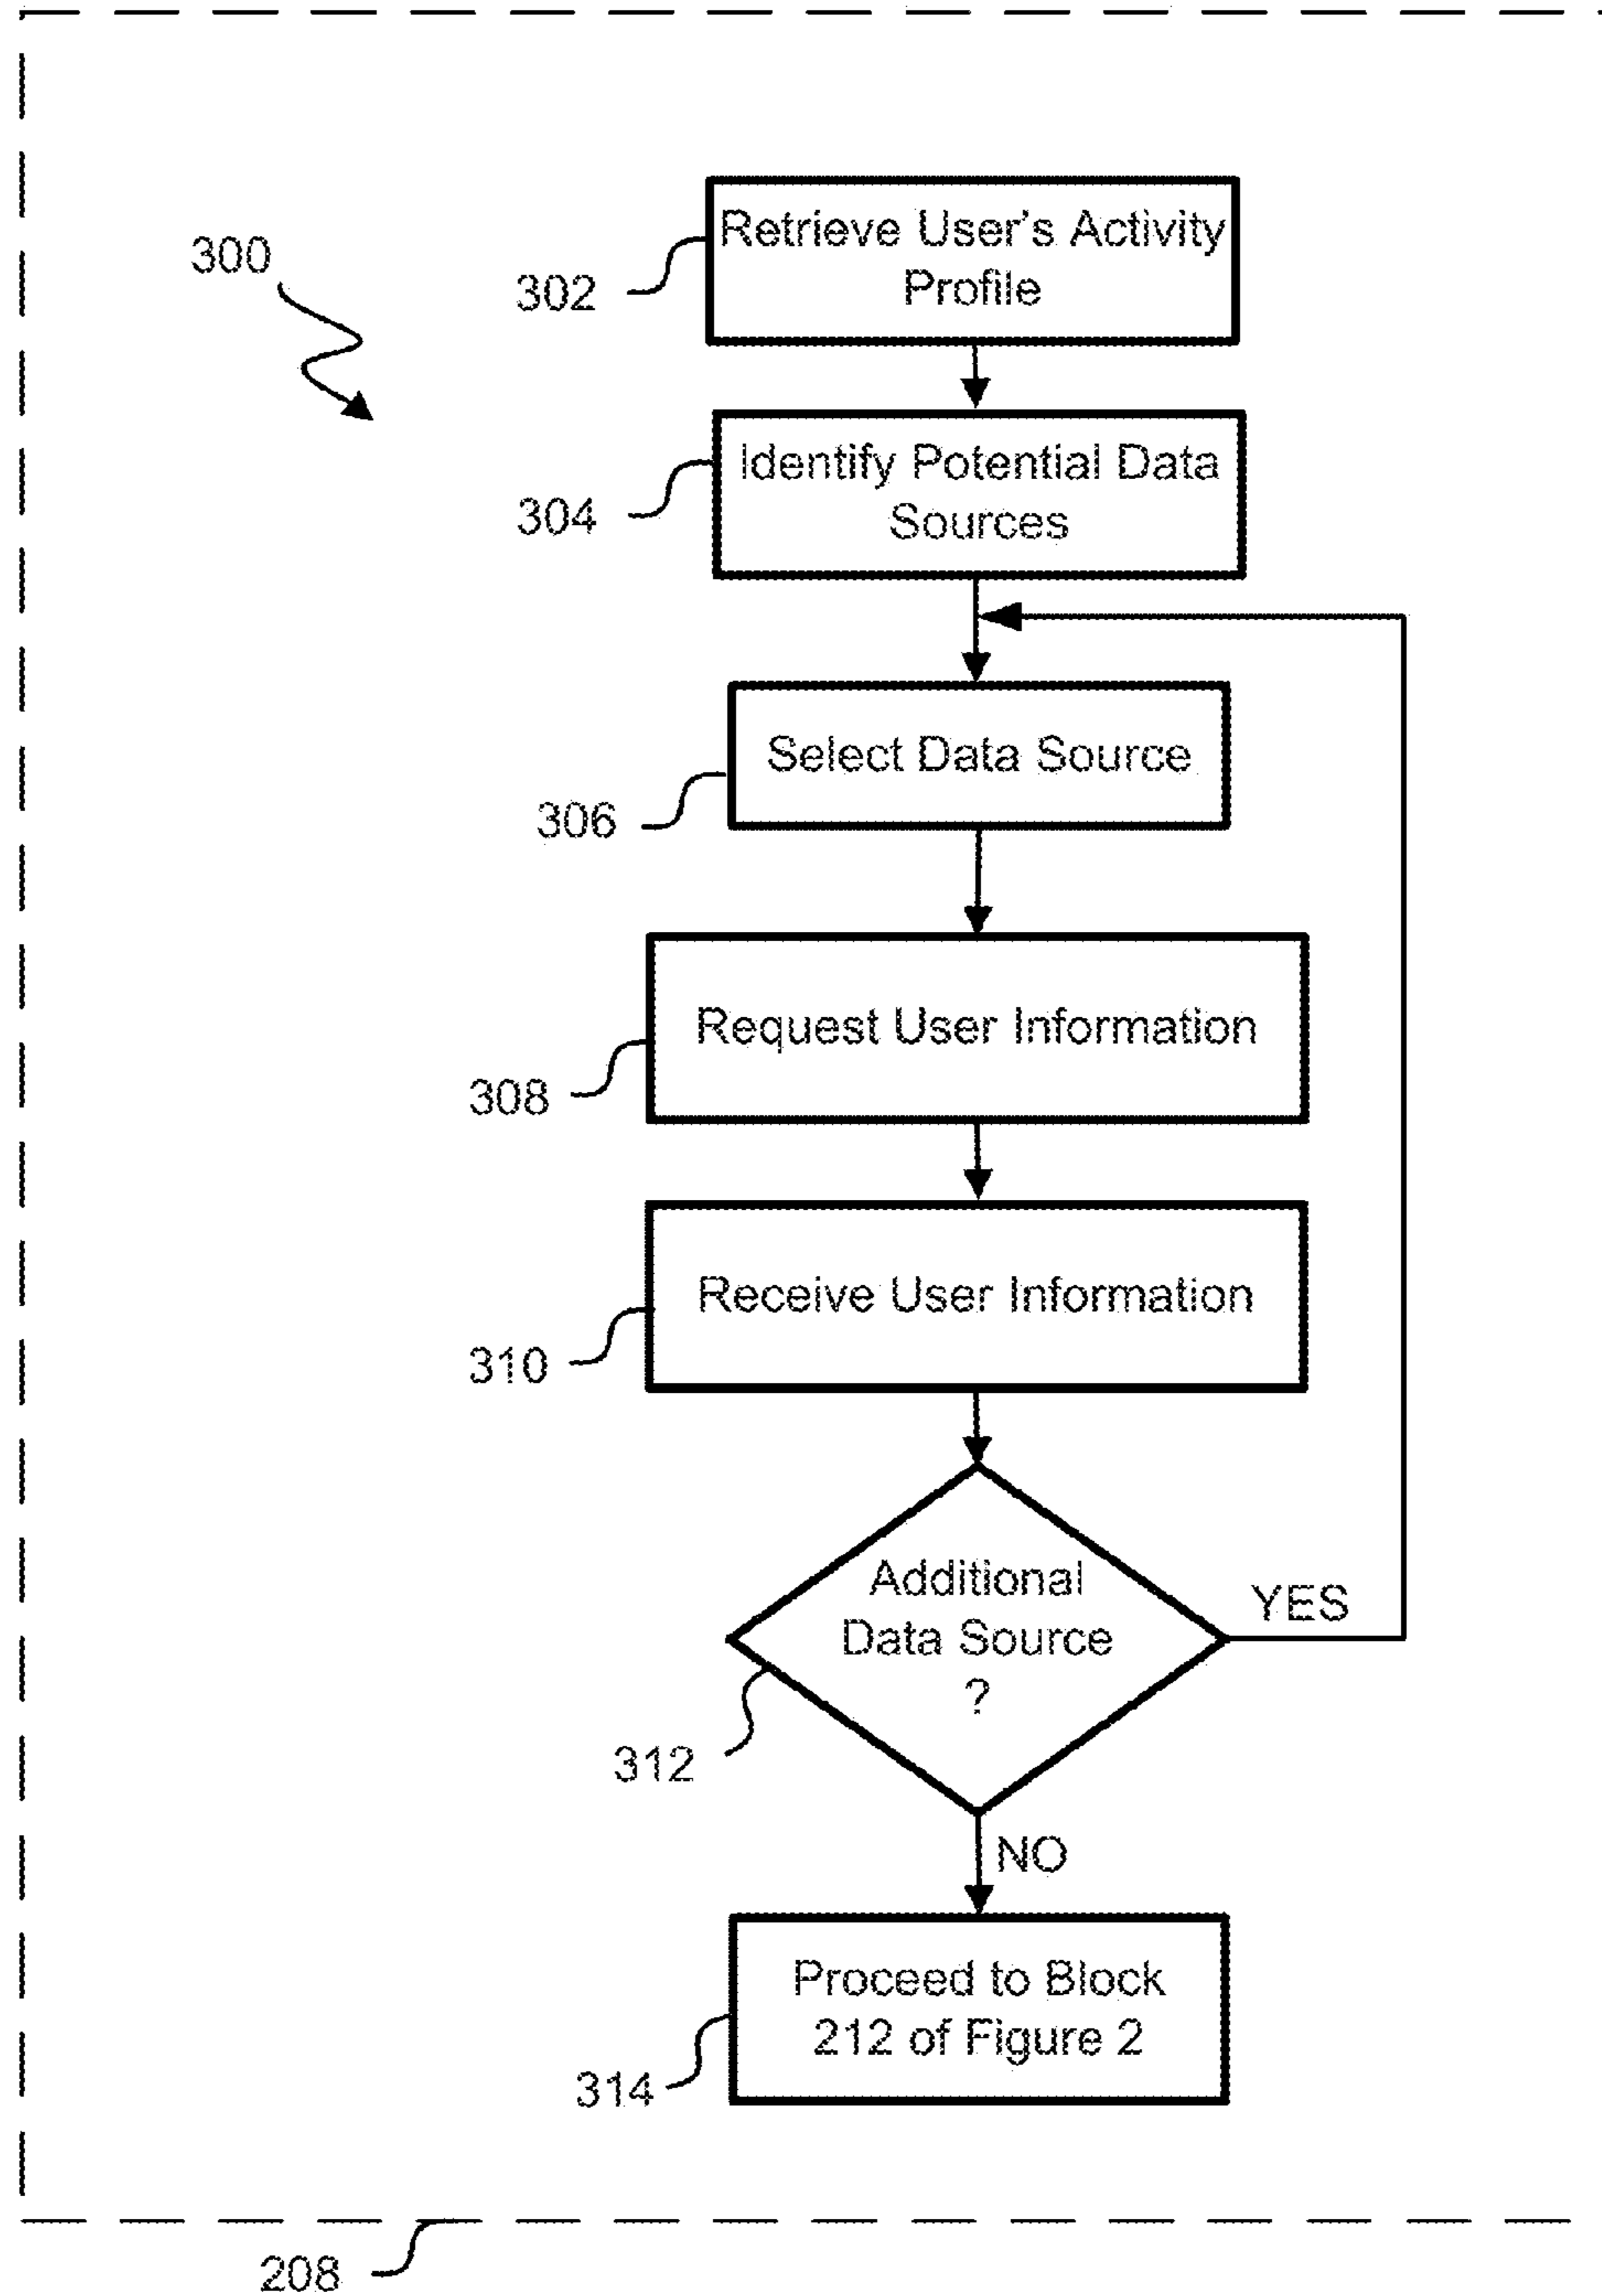 300
302
Retrieve User's Activity
Profile
304
Identify Potential Data
Sources
306
Select Data Source
308
Request User Information
310
Receive User Information
312
Additional
Data Source
?
YES
NO
314
Proceed to Block
212 of Figure 2
208